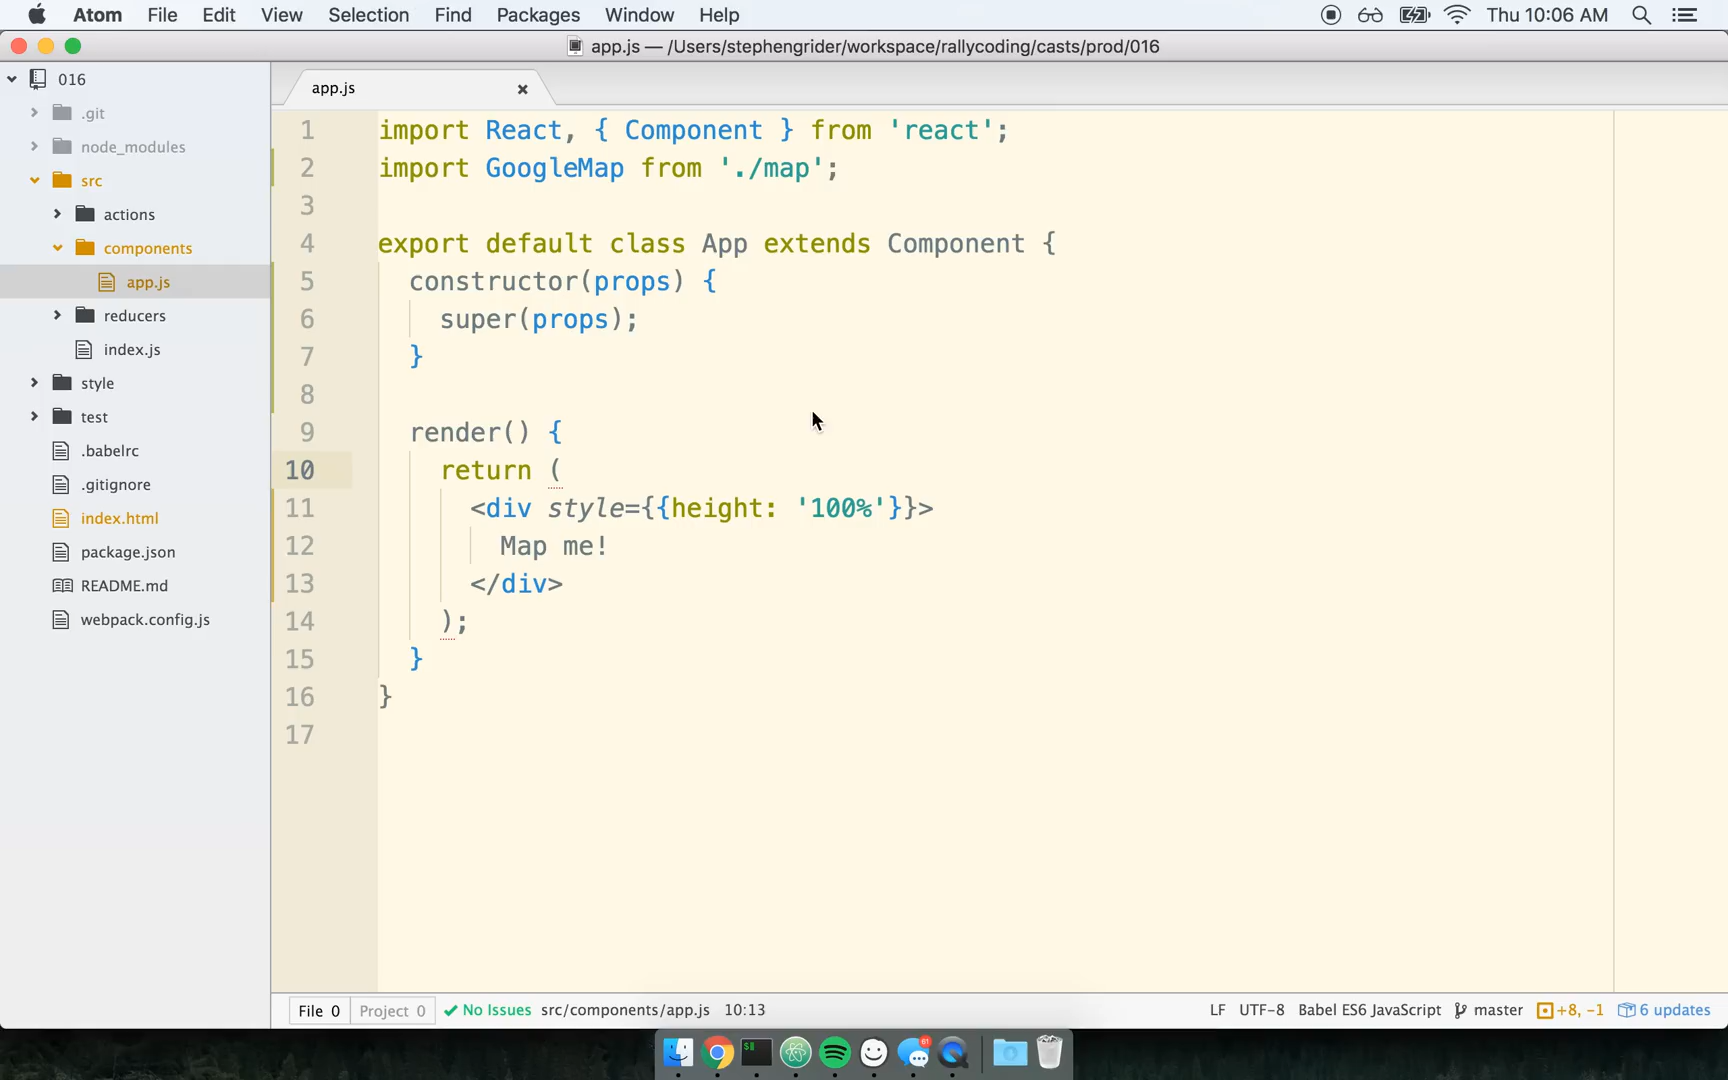 Atom File Edit View Selection Find Packages Window Help Thu 10:06 AM
app.js — /Users/stephengrider/workspace/rallycoding/casts/prod/016
016
.git
node_modules
src
actions
components
app.js
reducers
index.js
style
test
.babelrc
.gitignore
index.html
package.json
README.md
webpack.config.js
app.js
1 import React, { Component } from 'react';
2 import GoogleMap from './map';
3
4 export default class App extends Component {
5 constructor(props) {
6 super(props);
7 }
8
9 render() {
10 return (
11 <div style={{height: '100%'}}>
12 Map me!
13 </div>
14 );
15 }
16 }
17
File 0 Project 0 No Issues src/components/app.js 10:13 LF UTF-8 Babel ES6 JavaScript master +8, -1 6 updates
$
61